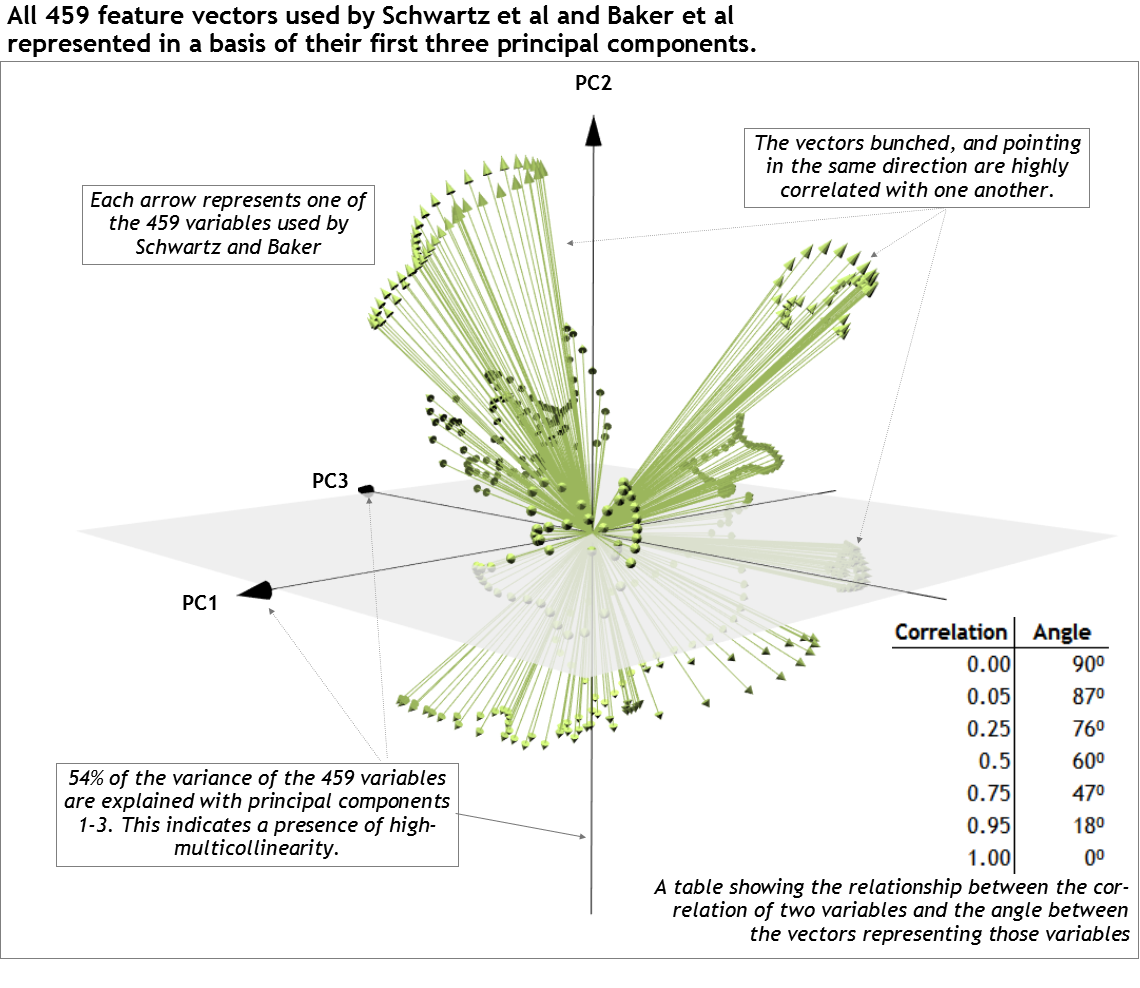 All 459 feature vectors used by Schwartz et al and Baker et al
represented in a basis of their first three principal components.
PC2
The vectors bunched, and pointing
in the same direction are highly
correlated with one another.
Each arrow represents one of
the 459 variables used by
Schwartz and Baker
PC3
PC1
Correlation Angle
0.00 90⁰
0.05 87⁰
0.25 76⁰
0.5 60⁰
0.75 47⁰
0.95 18⁰
1.00 0⁰
54% of the variance of the 459 variables
are explained with principal components
1-3. This indicates a presence of high-
multicollinearity.
A table showing the relationship between the cor-
relation of two variables and the angle between
the vectors representing those variables